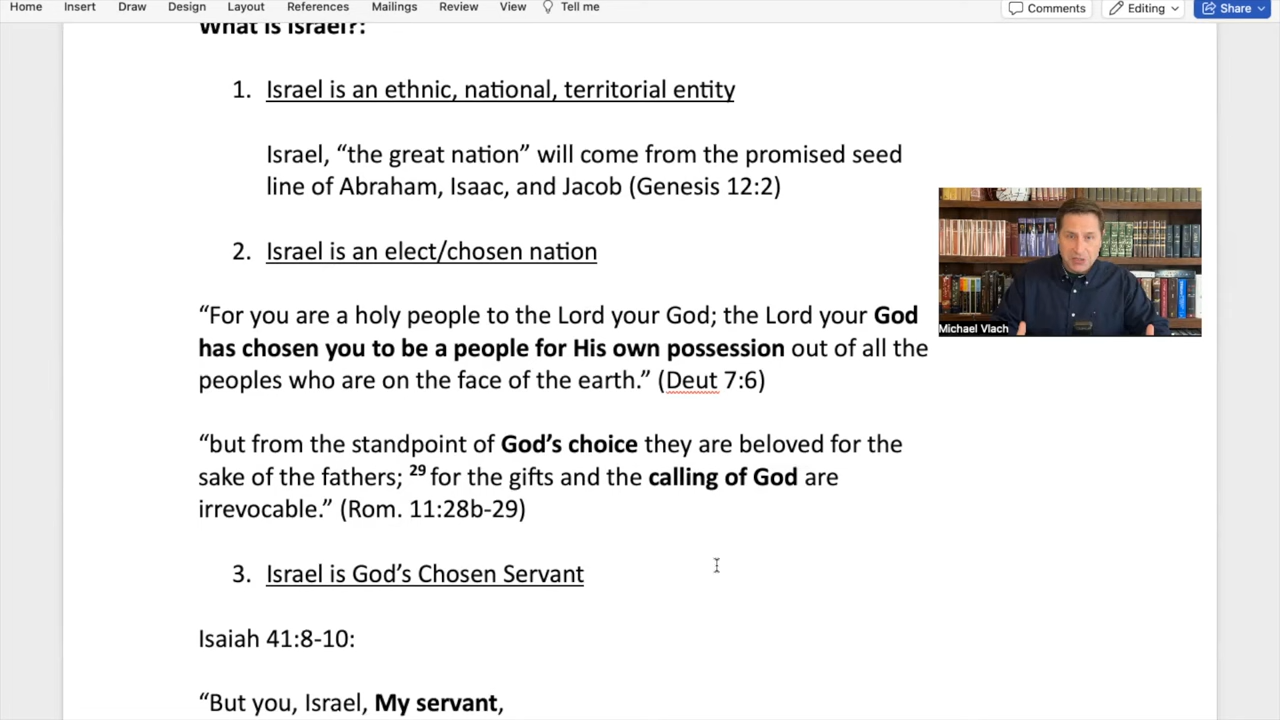 Home Insert Draw Design Layout References Mailings Review View Tell me Comments Editing Share
What is Israel?:
1. Israel is an ethnic, national, territorial entity
Israel, “the great nation” will come from the promised seed
line of Abraham, Isaac, and Jacob (Genesis 12:2)
2. Israel is an elect/chosen nation
“For you are a holy people to the Lord your God; the Lord your God
has chosen you to be a people for His own possession out of all the
peoples who are on the face of the earth.” (Deut 7:6)
Michael Vlach
“but from the standpoint of God’s choice they are beloved for the
sake of the fathers; 29 for the gifts and the calling of God are
irrevocable.” (Rom. 11:28b-29)
3. Israel is God’s Chosen Servant
Isaiah 41:8-10:
“But you, Israel, My servant,